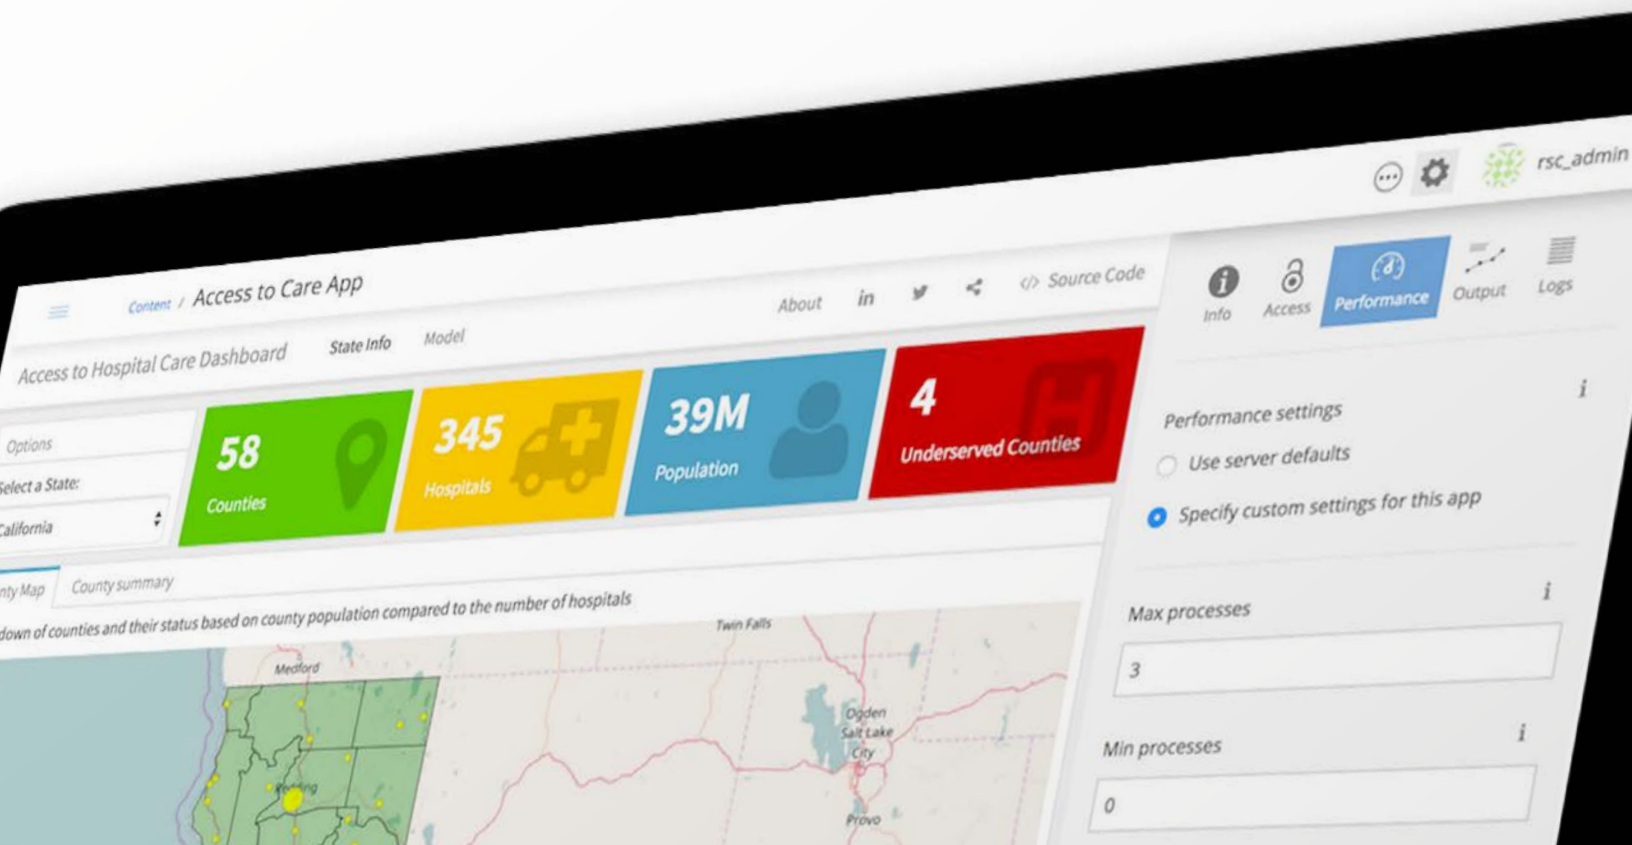 rsc_admin
Content / Access to Care App
Access to Hospital Care Dashboard
State Info
Model
About
Source Code
Info
Access
Performance
Output
Logs
Options
Select a State:
California
58
Counties
345
Hospitals
39M
Population
4
Underserved Counties
H
nty Map
County summary
down of counties and their status based on county population compared to the number of hospitals
Medford
Twin Falls
Ogden
Salt Lake
City
Provo
Redding
Performance settings
Use server defaults
Specify custom settings for this app
Max processes
3
Min processes
0